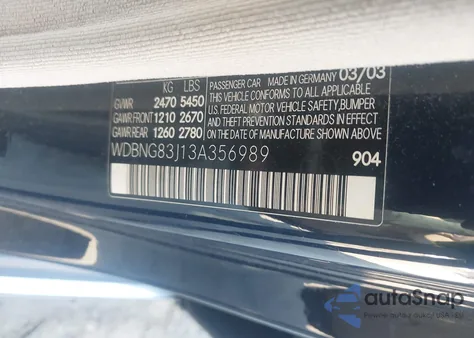 KG LBS
GVWR 2470 5450
GAWR.FRONT 1210 2670
GAWR.REAR 1260 2780
PASSENGER CAR MADE IN GERMANY 03/03
THIS VEHICLE CONFORMS TO ALL APPLICABLE
U.S. FEDERAL MOTOR VEHICLE SAFETY, BUMPER
AND THEFT PREVENTION STANDARDS IN
EFFECT ON THE DATE OF MANUFACTURE
SHOWN ABOVE.
WDBNG83J13A356989
904
autoSnap